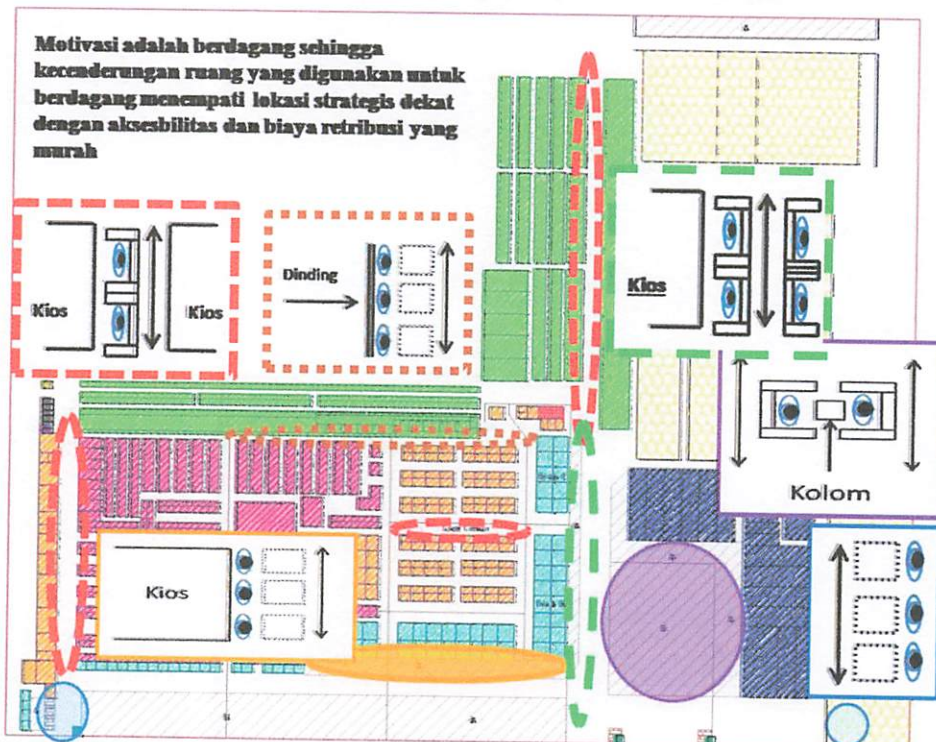 Motivasi adalah berdagang sehingga
kecenderungan ruang yang digunakan untuk
berdagang menempati lokasi strategis dekat
dengan aksesbilitas dan biaya retribusi yang
murah
Kios
Kios
Dinding
Kios
Kolom
Kios